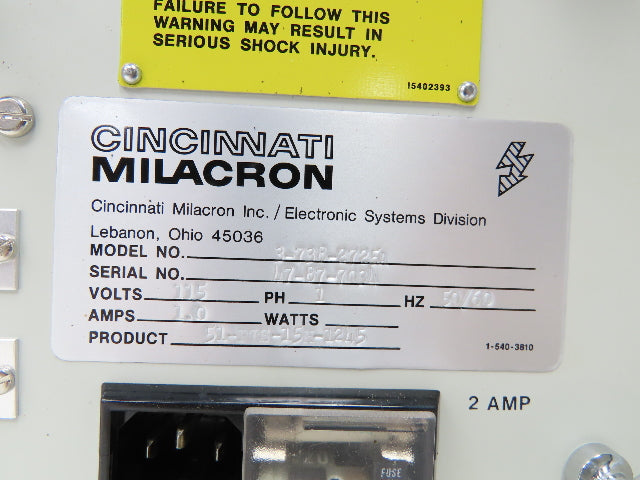 FAILURE TO FOLLOW THIS
WARNING MAY RESULT IN
SERIOUS SHOCK INJURY.
15402393
CINCINNATI
MILACRON
Cincinnati Milacron Inc. / Electronic Systems Division
Lebanon, Ohio 45036
MODEL NO.
SERIAL NO.
VOLTS 115 PH 1 HZ 50/60
AMPS 1.0 WATTS
PRODUCT
1-540-3810
2 AMP
FUSE